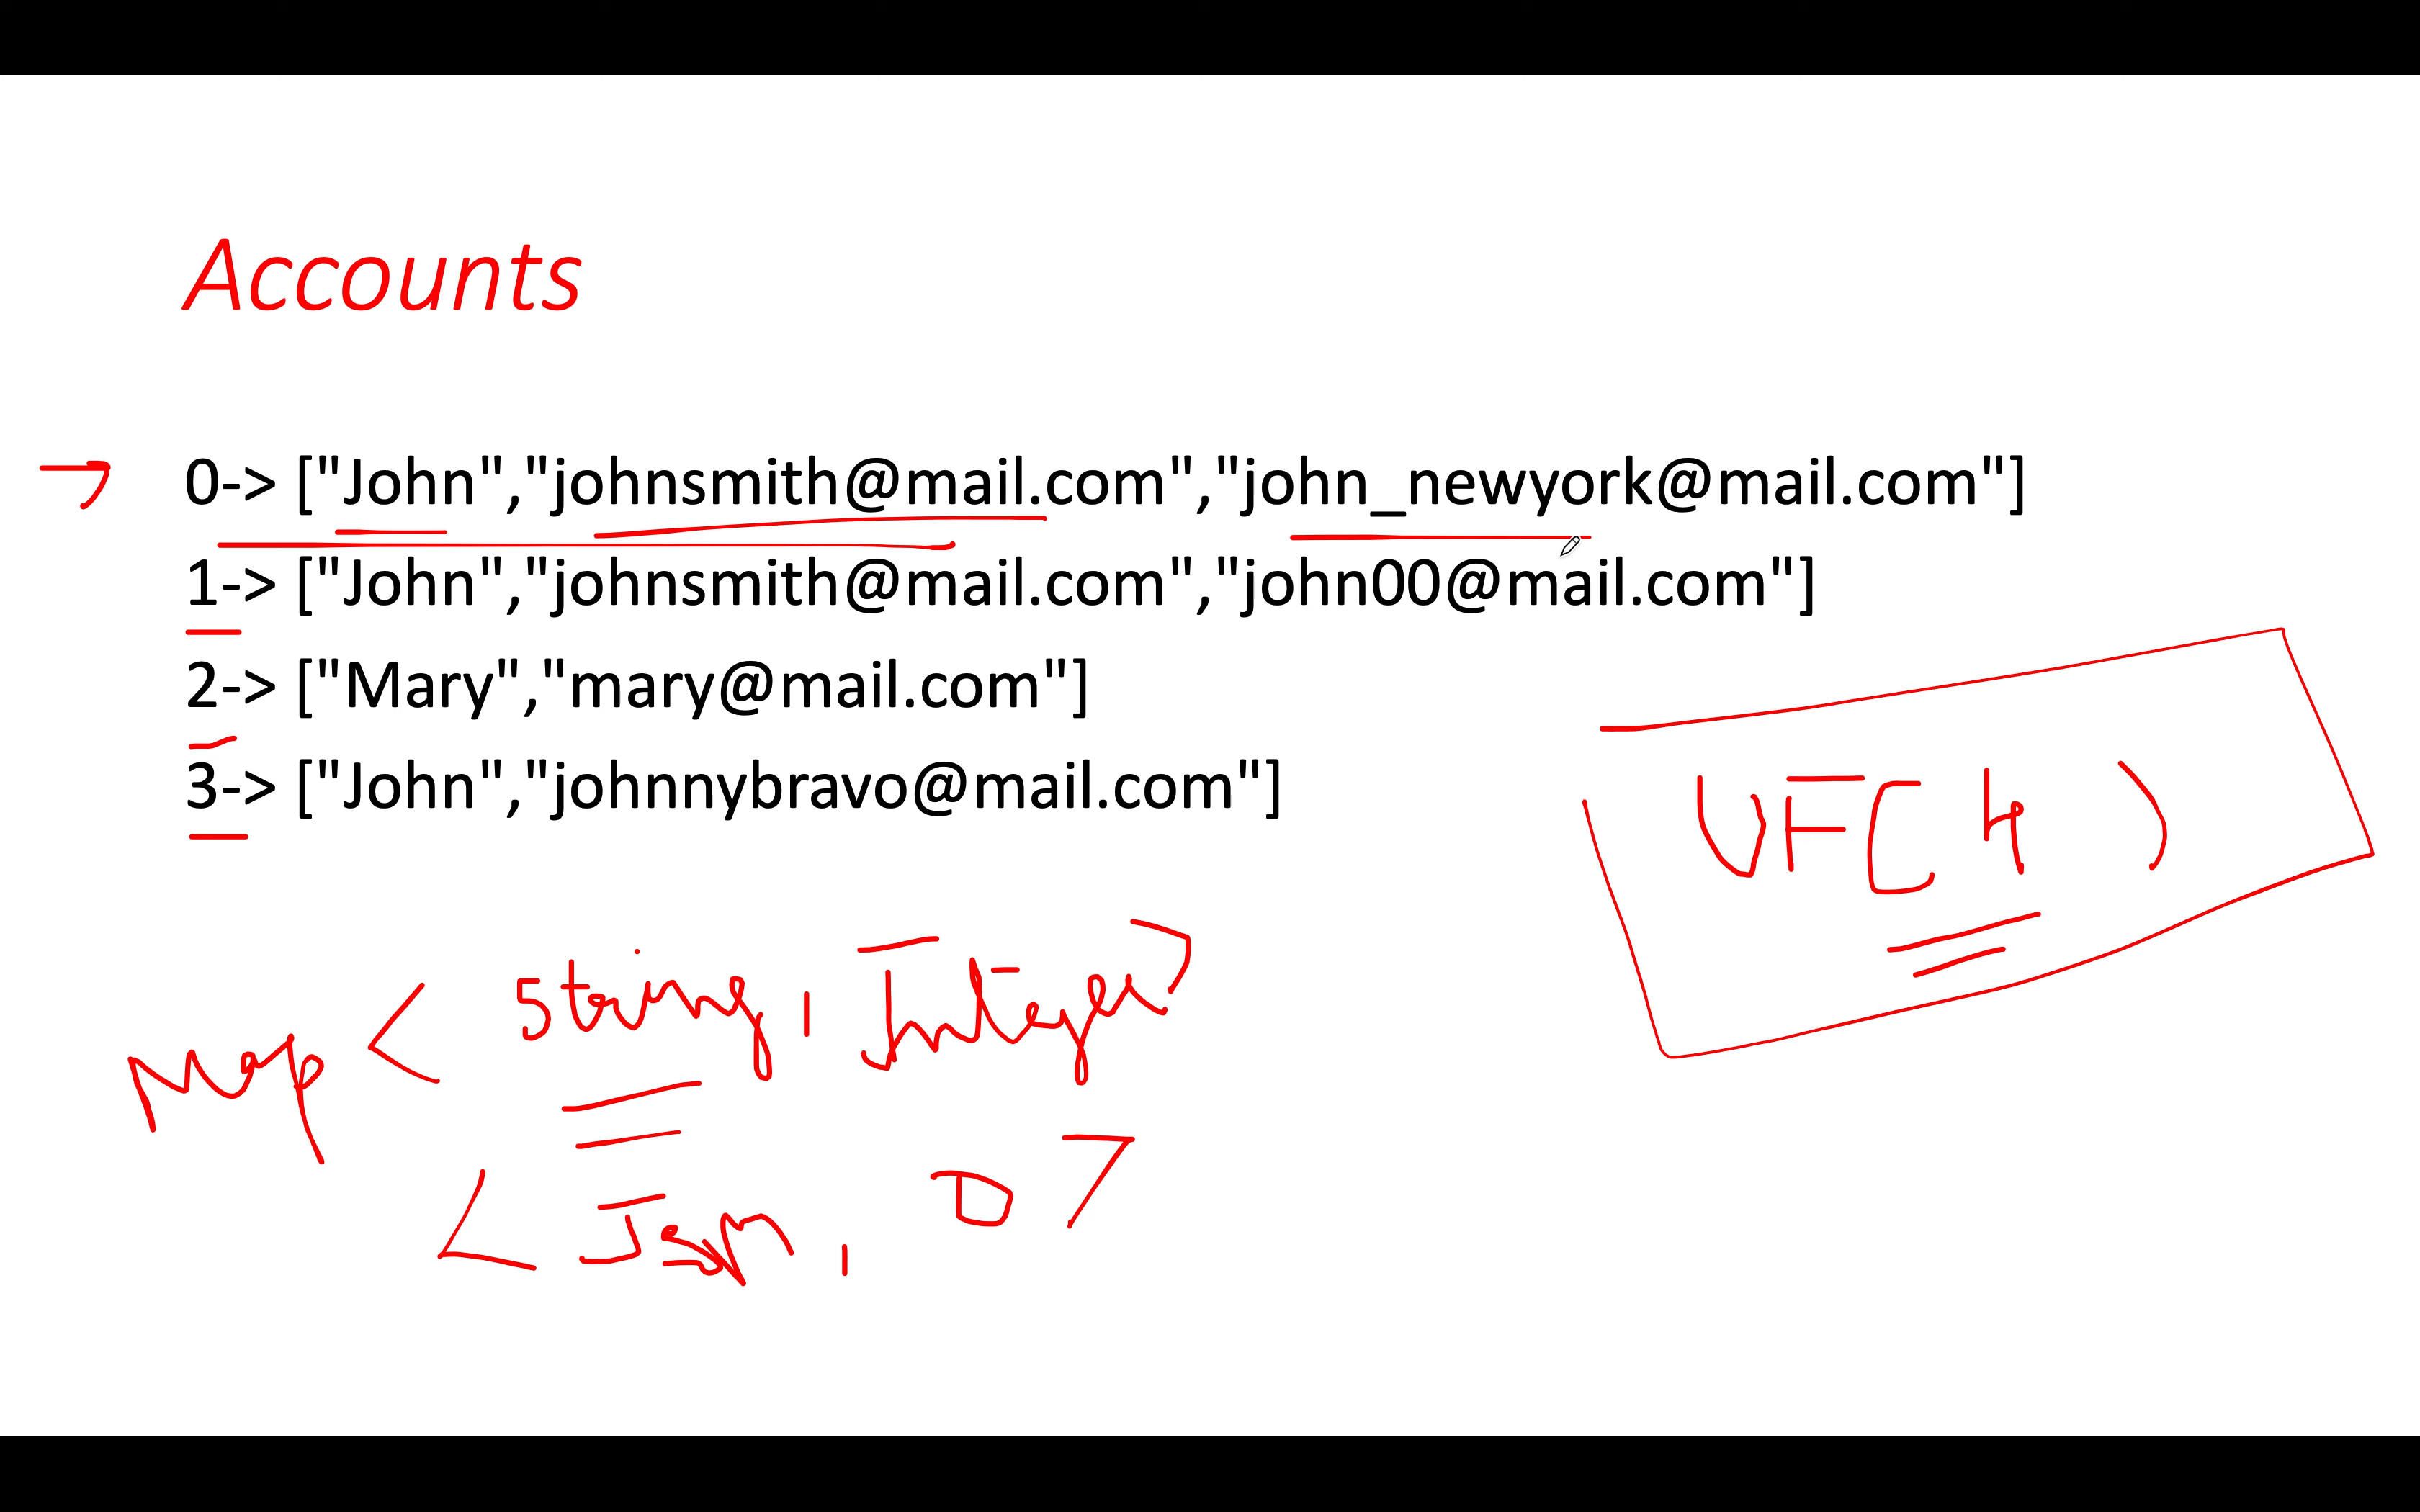 Accounts
0-> ["John","johnsmith@mail.com","john_newyork@mail.com"]
1-> ["John","johnsmith@mail.com","john00@mail.com"]
2-> ["Mary","mary@mail.com"]
3-> ["John","johnnybravo@mail.com"]
UF(4)
Map < String, Integer>
< , 0 >